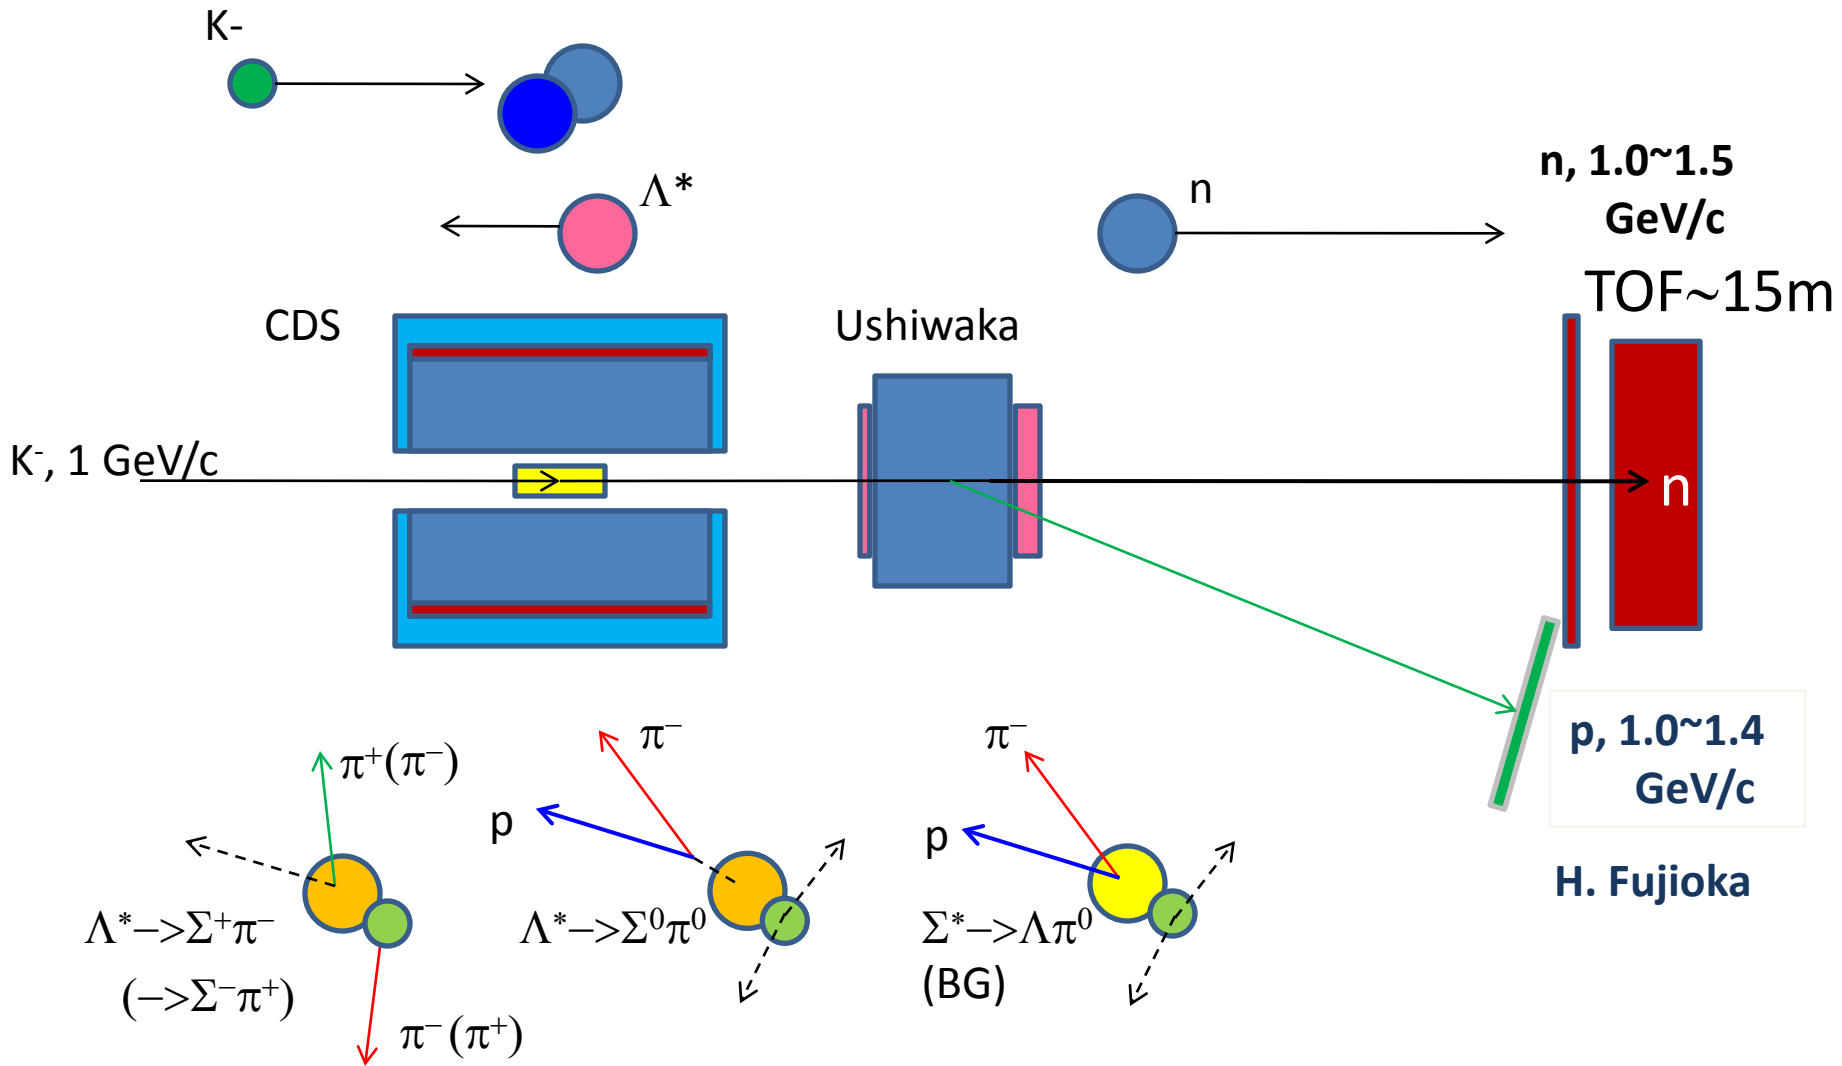 K-
Λ*
n
n, 1.0~1.5
GeV/c
TOF~15m
CDS
Ushiwaka
K⁻, 1 GeV/c
n
p, 1.0~1.4
GeV/c
H. Fujioka
π⁺(π⁻)
Λ*−>Σ⁺π⁻
(−>Σ⁻π⁺)
π⁻(π⁺)
π⁻
p
Λ*−>Σ⁰π⁰
π⁻
p
Σ*−>Λπ⁰
(BG)